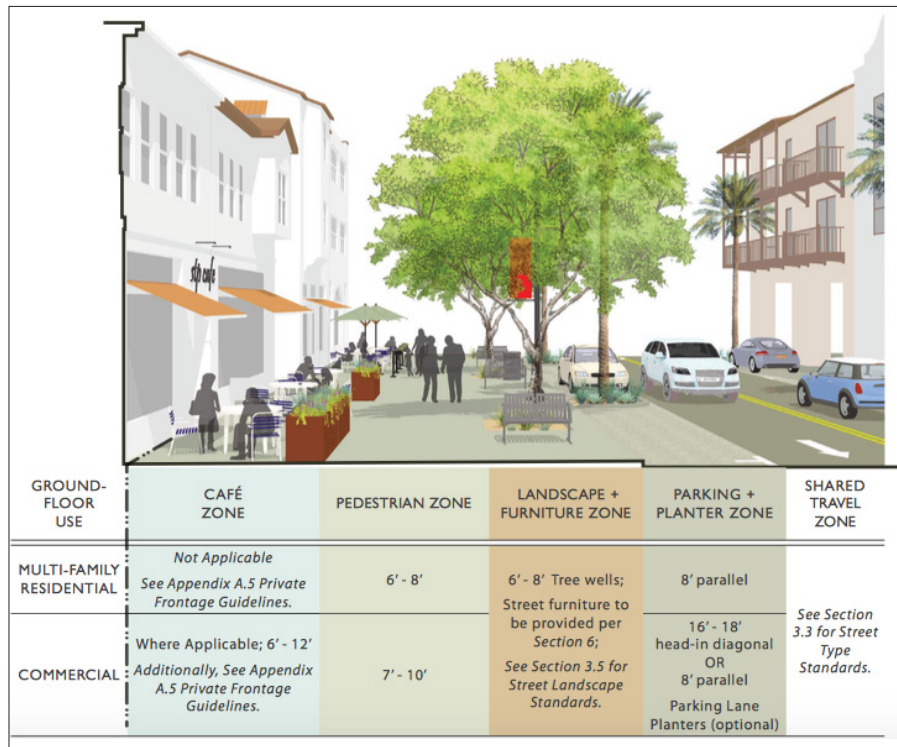 stp cafe
GROUND-
FLOOR
USE
CAFÉ
ZONE
PEDESTRIAN ZONE
LANDSCAPE +
FURNITURE ZONE
PARKING +
PLANTER ZONE
SHARED
TRAVEL
ZONE
MULTI-FAMILY
RESIDENTIAL
Not Applicable
See Appendix A.5 Private
Frontage Guidelines.
6' - 8'
6' - 8' Tree wells;
Street furniture to
be provided per
Section 6;
See Section 3.5 for
Street Landscape
Standards.
8' parallel
See Section
3.3 for Street
Type
Standards.
COMMERCIAL
Where Applicable; 6' - 12'
Additionally, See Appendix
A.5 Private Frontage
Guidelines.
7' - 10'
16' - 18'
head-in diagonal
OR
8' parallel
Parking Lane
Planters (optional)